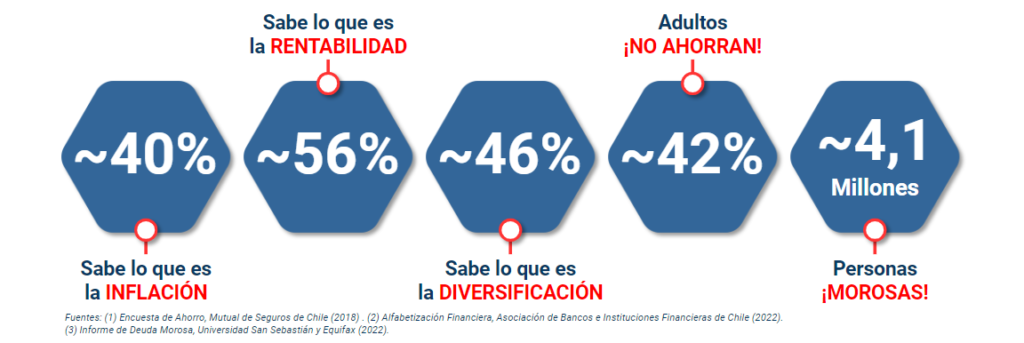 Sabe lo que es
la RENTABILIDAD
Adultos
¡NO AHORRAN!
~40%
~56%
~46%
~42%
~4,1
Millones
Sabe lo que es
la INFLACIÓN
Sabe lo que es
la DIVERSIFICACIÓN
Personas
¡MOROSAS!
Fuentes: (1) Encuesta de Ahorro, Mutual de Seguros de Chile (2018) . (2) Alfabetización Financiera, Asociación de Bancos e Instituciones Financieras de Chile (2022).
(3) Informe de Deuda Morosa, Universidad San Sebastián y Equifax (2022).